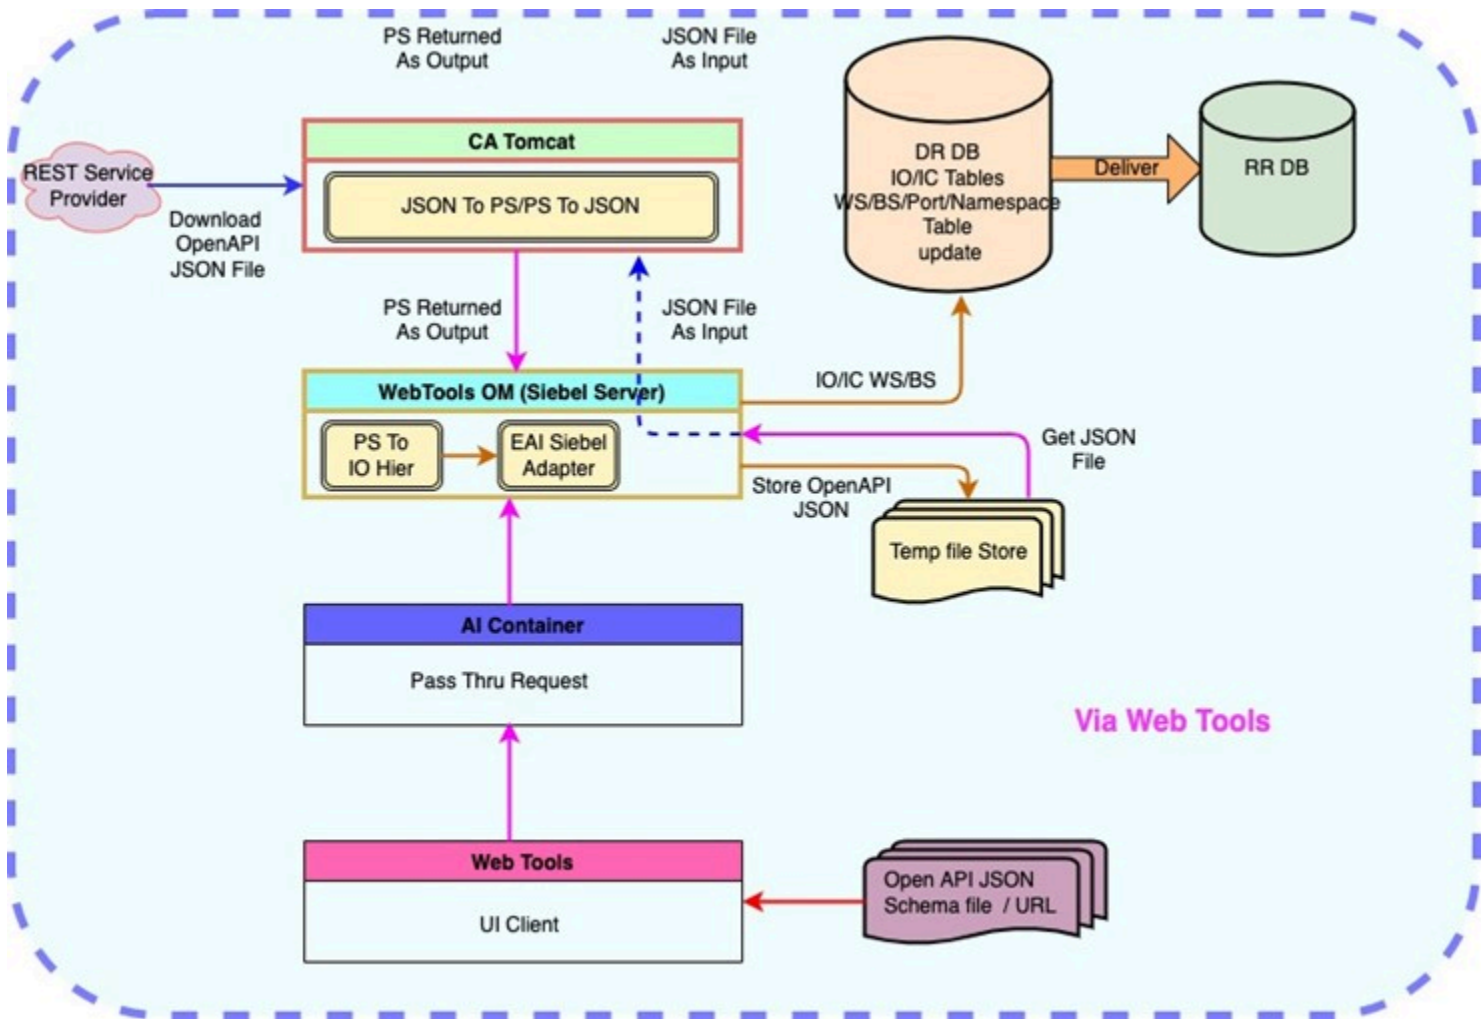 PS Returned
As Output
JSON File
As Input
CA Tomcat
JSON To PS/PS To JSON
REST Service
Provider
Download
OpenAPI
JSON File
DR DB
IO/IC Tables
WS/BS/Port/Namespace
Table
update
Deliver
RR DB
PS Returned
As Output
JSON File
As Input
WebTools OM (Siebel Server)
PS To
IO Hier
EAI Siebel
Adapter
IO/IC WS/BS
Get JSON
File
Store OpenAPI
JSON
Temp file Store
AI Container
Pass Thru Request
Via Web Tools
Web Tools
UI Client
Open API JSON
Schema file / URL